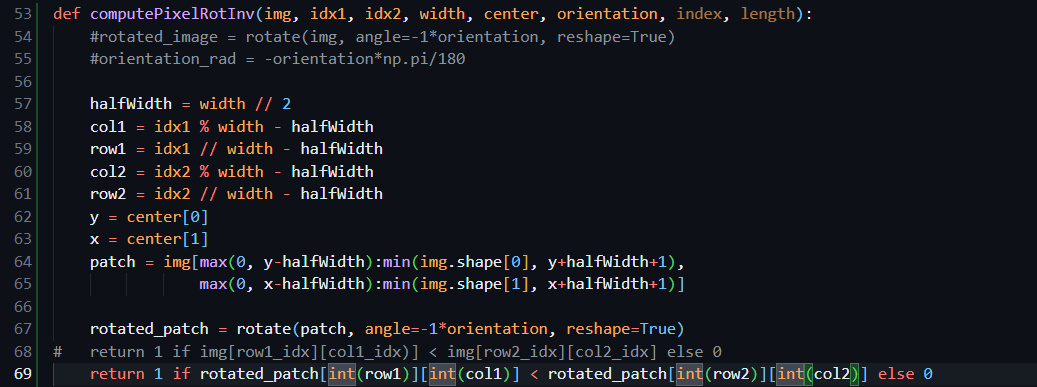 53 def computePixelRotInv(img, idx1, idx2, width, center, orientation, index, length):
54     #rotated_image = rotate(img, angle=-1*orientation, reshape=True)
55     #orientation_rad = -orientation*np.pi/180
56
57     halfWidth = width // 2
58     col1 = idx1 % width - halfWidth
59     row1 = idx1 // width - halfWidth
60     col2 = idx2 % width - halfWidth
61     row2 = idx2 // width - halfWidth
62     y = center[0]
63     x = center[1]
64     patch = img[max(0, y-halfWidth):min(img.shape[0], y+halfWidth+1),
65                 max(0, x-halfWidth):min(img.shape[1], x+halfWidth+1)]
66
67     rotated_patch = rotate(patch, angle=-1*orientation, reshape=True)
68 #   return 1 if img[row1_idx][col1_idx)] < img[row2_idx][col2_idx] else 0
69     return 1 if rotated_patch[int(row1)][int(col1)] < rotated_patch[int(row2)][int(col2)] else 0